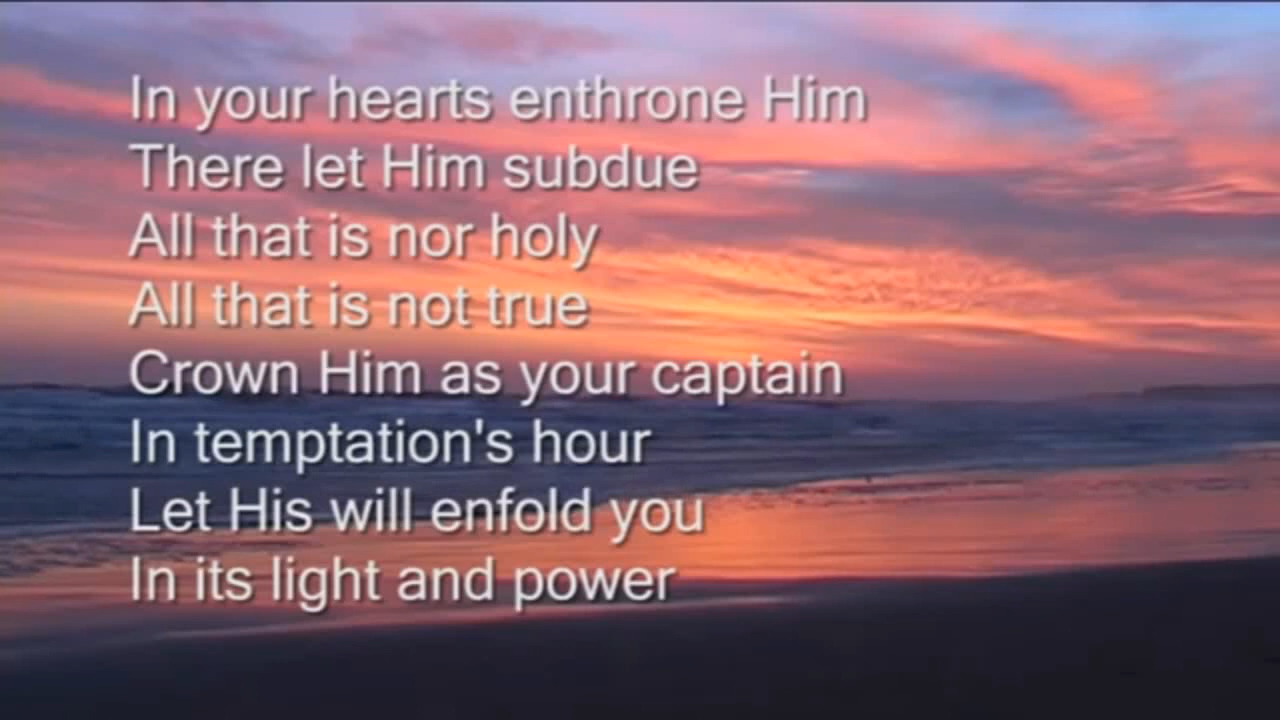 In your hearts enthrone Him
There let Him subdue
All that is nor holy
All that is not true
Crown Him as your captain
In temptation's hour
Let His will enfold you
In its light and power